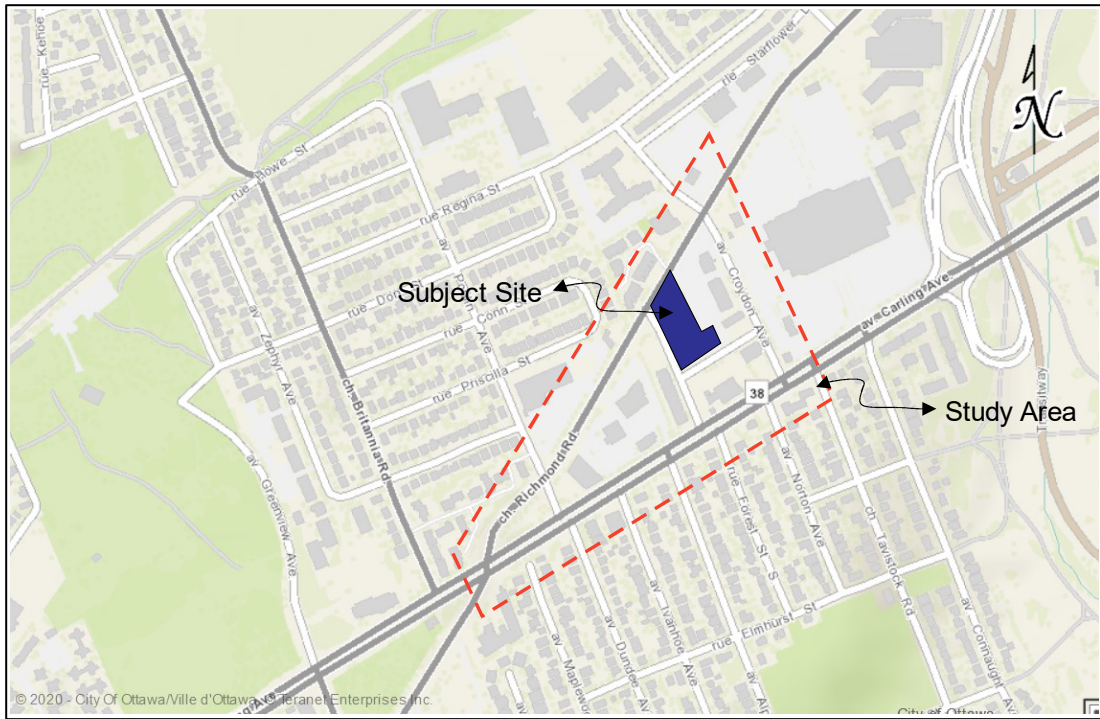 rue Kehoe
rue Howe St
rue Regina St
rue Starflower
N
Subject Site
rue Conn
av. Croydon Ave
av. Carling Ave.
38
Study Area
Transitway
av Zephyr Ave
ch. Britannia Rd
rue Priscilla St
av Greenview Ave
ch. Richmond Rd.
rue Forest St S
av Norton Ave
ch Tavistock Rd
av Connaught Av
rue Elmhurst St
av Ivanhoe Ave
av Dundee Ave
av Maplew
© 2020 - City Of Ottawa/Ville d'Ottawa, © Teranet Enterprises Inc.